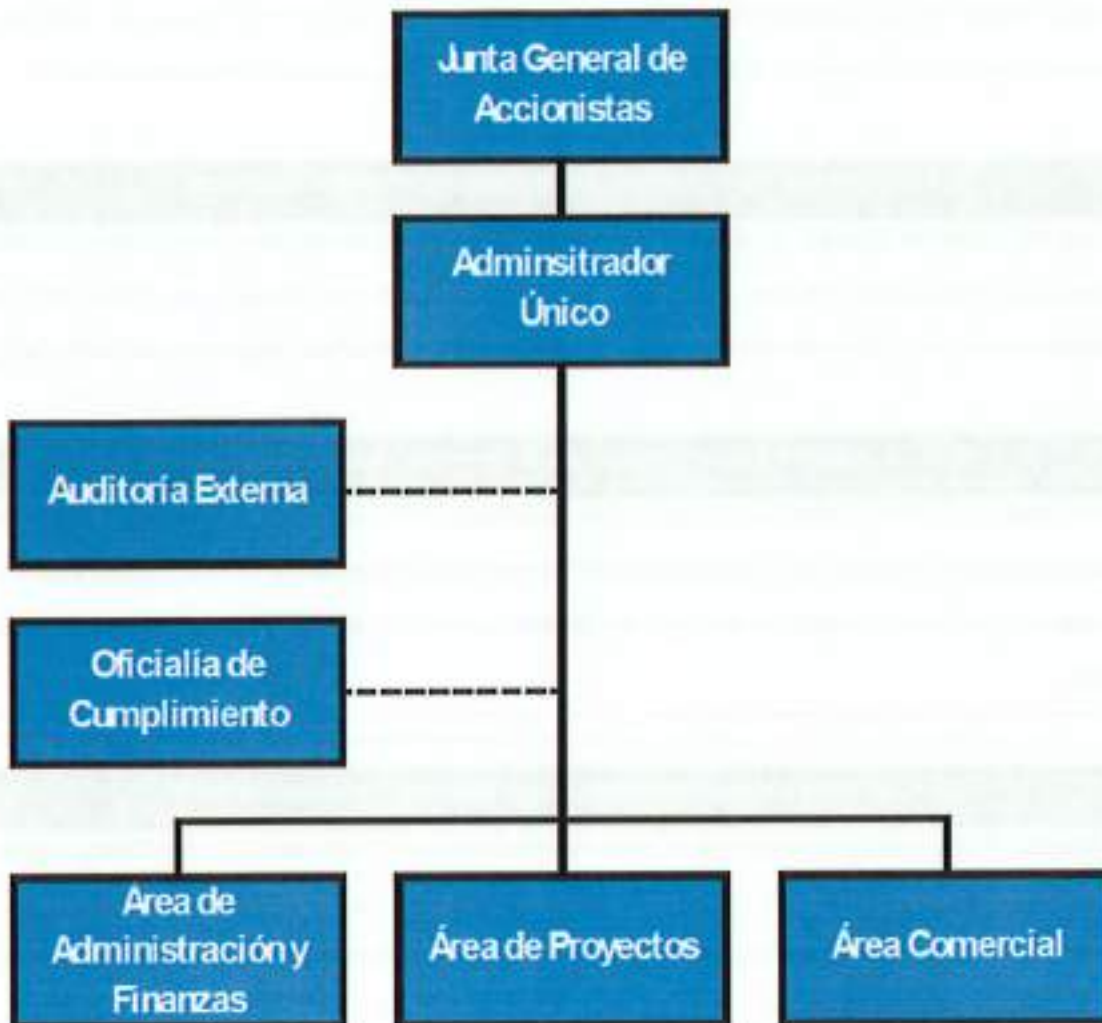 Junta General de
Accionistas
Adminsitrador
Único
Auditoría Externa
Oficialía de
Cumplimiento
Área de
Administración y
Finanzas
Área de Proyectos
Área Comercial